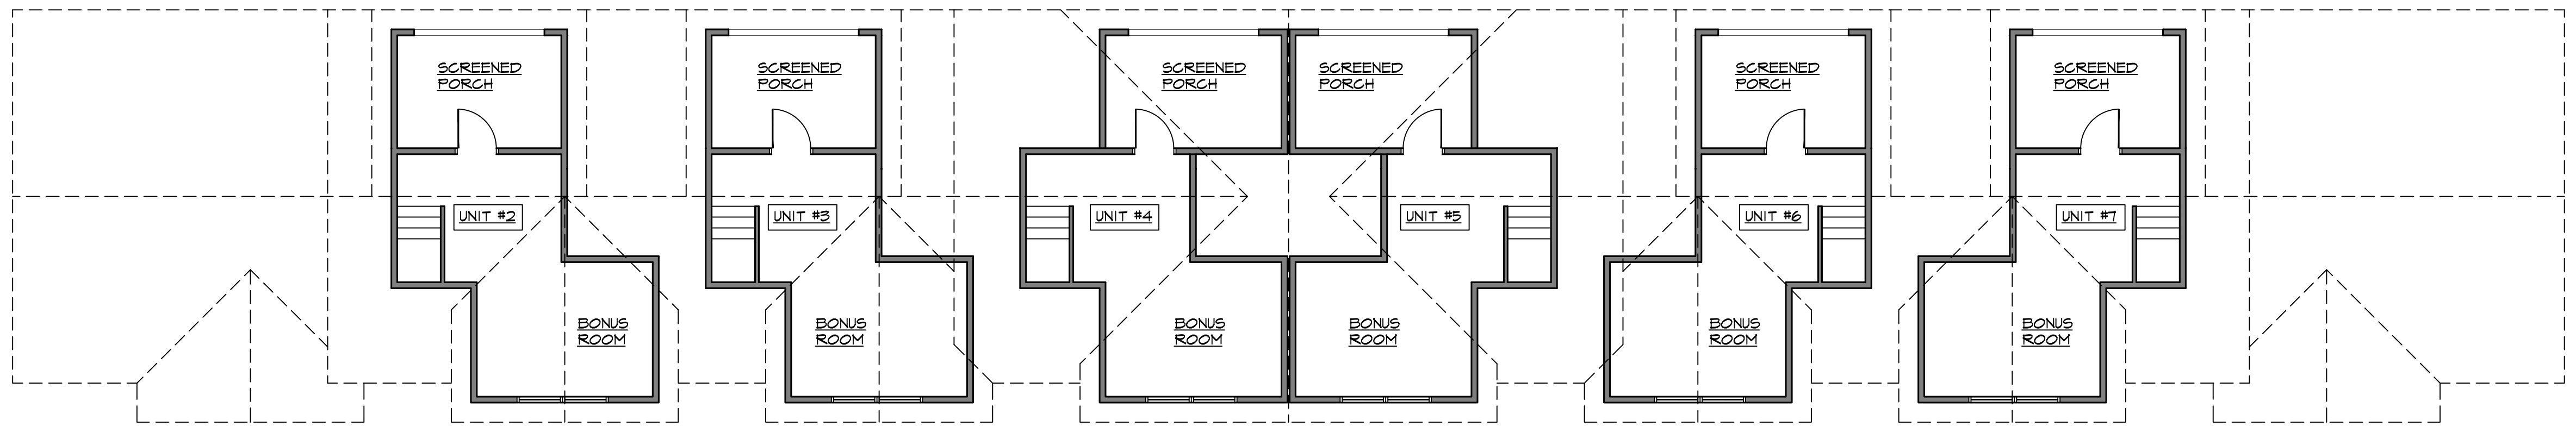 SCREENED
PORCH
SCREENED
PORCH
SCREENED
PORCH
SCREENED
PORCH
SCREENED
PORCH
SCREENED
PORCH
UNIT #2
UNIT #3
UNIT #4
UNIT #5
UNIT #6
UNIT #7
BONUS
ROOM
BONUS
ROOM
BONUS
ROOM
BONUS
ROOM
BONUS
ROOM
BONUS
ROOM